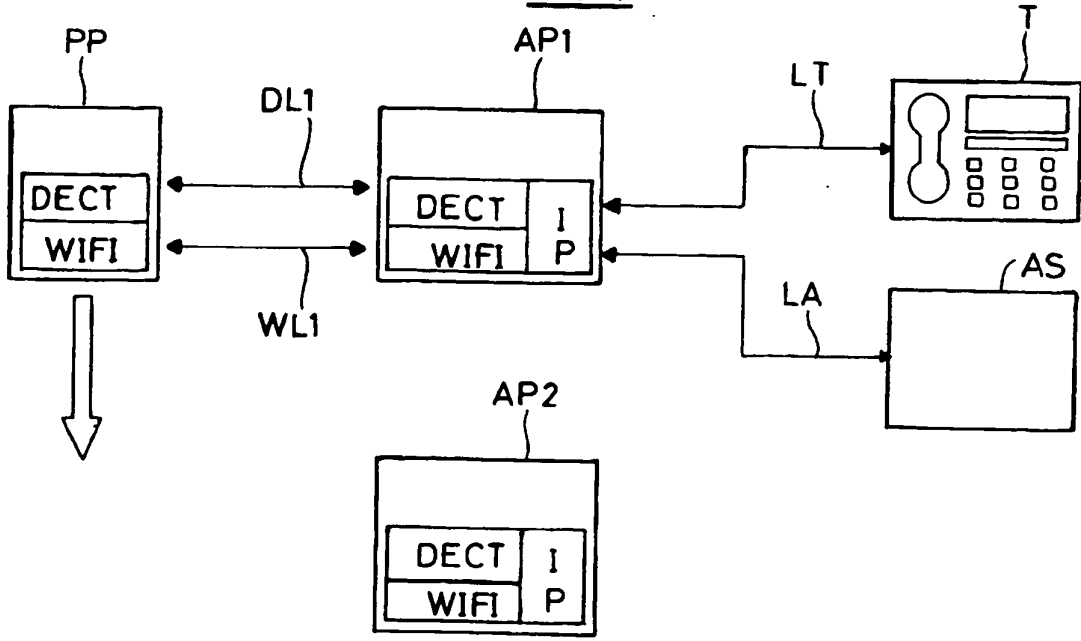 PP
AP1
T
DL1
LT
DECT
WIFI
DECT
WIFI
I
P
WL1
LA
AS
AP2
DECT
WIFI
I
P